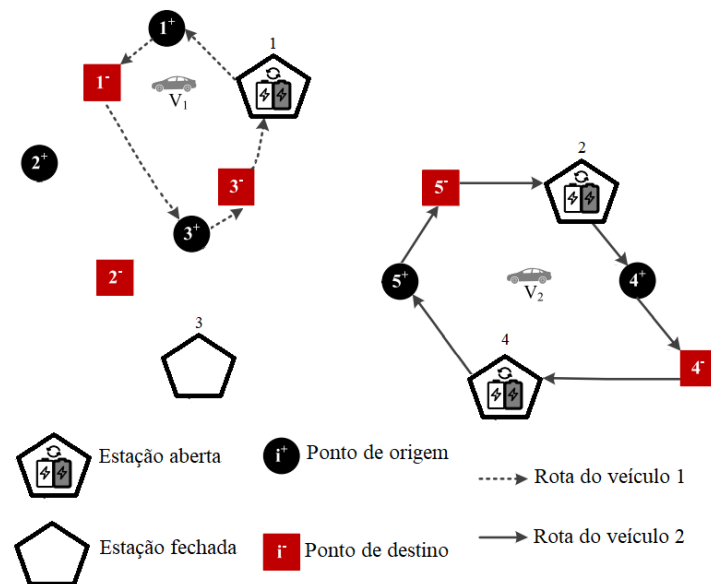 1⁺
1
1⁻
V₁
2⁺
3⁻
3⁺
2⁻
3
2
5⁻
5⁺
V₂
4⁺
4
4⁻
Estação aberta
i⁺ Ponto de origem
Rota do veículo 1
Estação fechada
i⁻ Ponto de destino
Rota do veículo 2